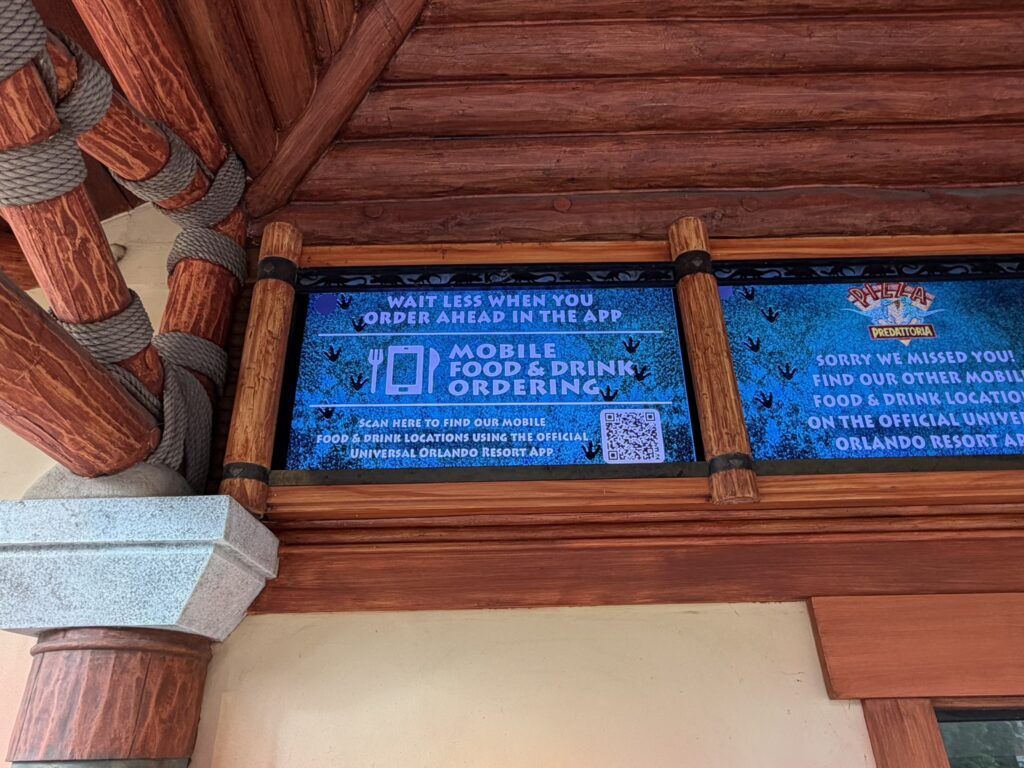 WAIT LESS WHEN YOU
ORDER AHEAD IN THE APP
MOBILE
FOOD & DRINK
ORDERING
SCAN HERE TO FIND OUR MOBILE
FOOD & DRINK LOCATIONS USING THE OFFICIAL
UNIVERSAL ORLANDO RESORT APP
PIZZA
PREDATTORIA
SORRY WE MISSED YOU!
FIND OUR OTHER MOBIL
FOOD & DRINK LOCATION
ON THE OFFICIAL UNIVER
ORLANDO RESORT AP